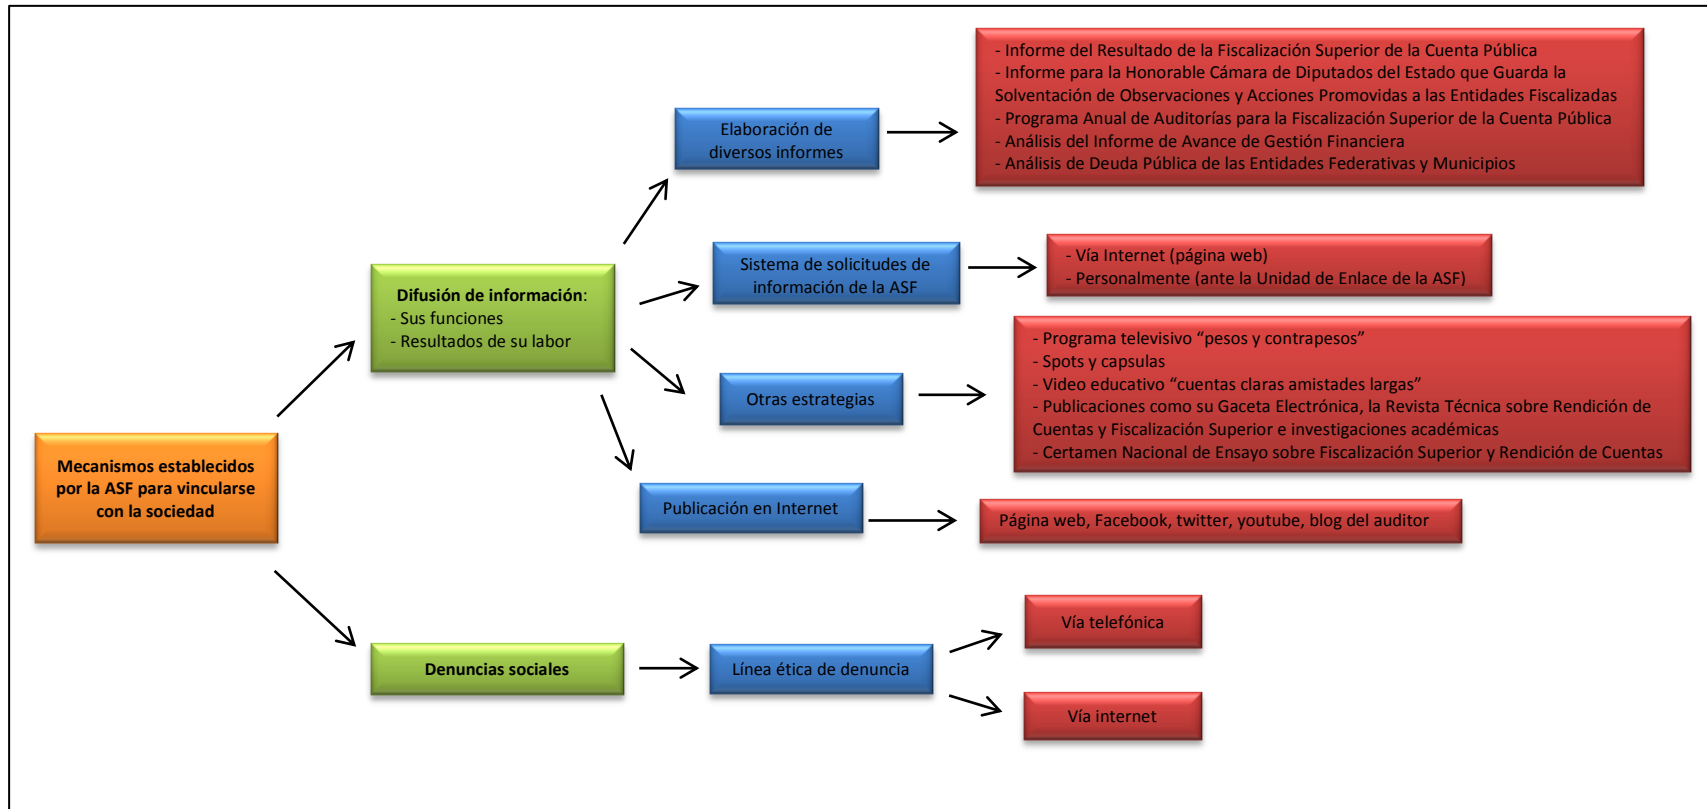 Mecanismos establecidos
por la ASF para vincularse
con la sociedad
Difusión de información:
- Sus funciones
- Resultados de su labor
Elaboración de
diversos informes
- Informe del Resultado de la Fiscalización Superior de la Cuenta Pública
- Informe para la Honorable Cámara de Diputados del Estado que Guarda la
Solventación de Observaciones y Acciones Promovidas a las Entidades Fiscalizadas
- Programa Anual de Auditorías para la Fiscalización Superior de la Cuenta Pública
- Análisis del Informe de Avance de Gestión Financiera
- Análisis de Deuda Pública de las Entidades Federativas y Municipios
Sistema de solicitudes de
información de la ASF
- Vía Internet (página web)
- Personalmente (ante la Unidad de Enlace de la ASF)
Otras estrategias
- Programa televisivo “pesos y contrapesos”
- Spots y capsulas
- Video educativo “cuentas claras amistades largas”
- Publicaciones como su Gaceta Electrónica, la Revista Técnica sobre Rendición de
Cuentas y Fiscalización Superior e investigaciones académicas
- Certamen Nacional de Ensayo sobre Fiscalización Superior y Rendición de Cuentas
Publicación en Internet
Página web, Facebook, twitter, youtube, blog del auditor
Denuncias sociales
Línea ética de denuncia
Vía telefónica
Vía internet